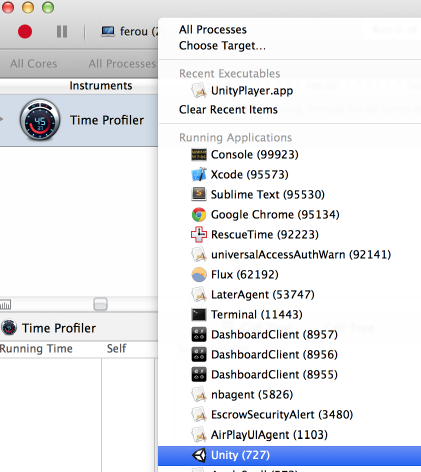 ferou (2
All Cores
All Processes
Instruments
45
Time Profiler
Time Profiler
Running Time Self
All Processes
Choose Target...
Recent Executables
UnityPlayer.app
Clear Recent Items
Running Applications
Console (99923)
Xcode (95573)
Sublime Text (95530)
Google Chrome (95134)
RescueTime (92223)
universalAccessAuthWarn (92141)
Flux (62192)
LaterAgent (53747)
Terminal (11443)
DashboardClient (8957)
DashboardClient (8956)
DashboardClient (8955)
nbagent (5826)
EscrowSecurityAlert (3480)
AirPlayUIAgent (1103)
Unity (727)